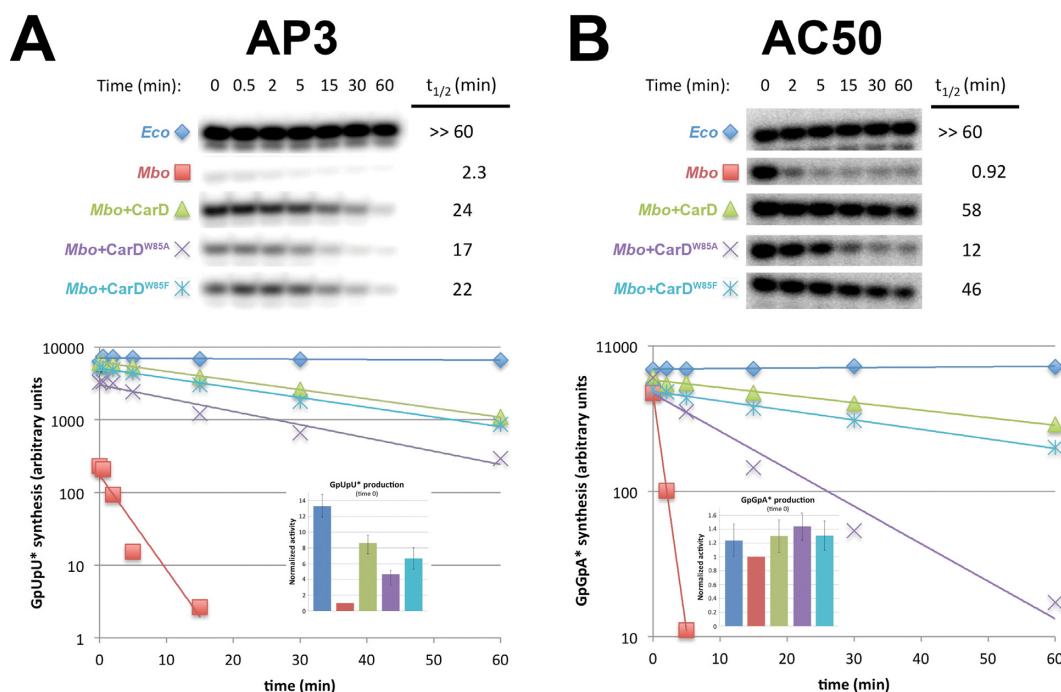 A AP3
Time (min): 0 0.5 2 5 15 30 60 t1/2 (min)
Eco >> 60
Mbo 2.3
Mbo+CarD 24
Mbo+CarDW85A 17
Mbo+CarDW85F 22
10000
1000
100
10
1
GpUpU* synthesis (arbitrary units)
0 10 20 30 40 50 60
time (min)
GpUpU* production
(time 0)
Normalized activity
14
12
10
8
6
4
2
0
B AC50
Time (min): 0 2 5 15 30 60 t1/2 (min)
Eco >> 60
Mbo 0.92
Mbo+CarD 58
Mbo+CarDW85A 12
Mbo+CarDW85F 46
11000
100
10
GpGpA* synthesis (arbitrary units)
0 10 20 30 40 50 60
time (min)
GpGpA* production
(time 0)
Normalized activity
1.6
1.4
1.2
1
0.8
0.6
0.4
0.2
0